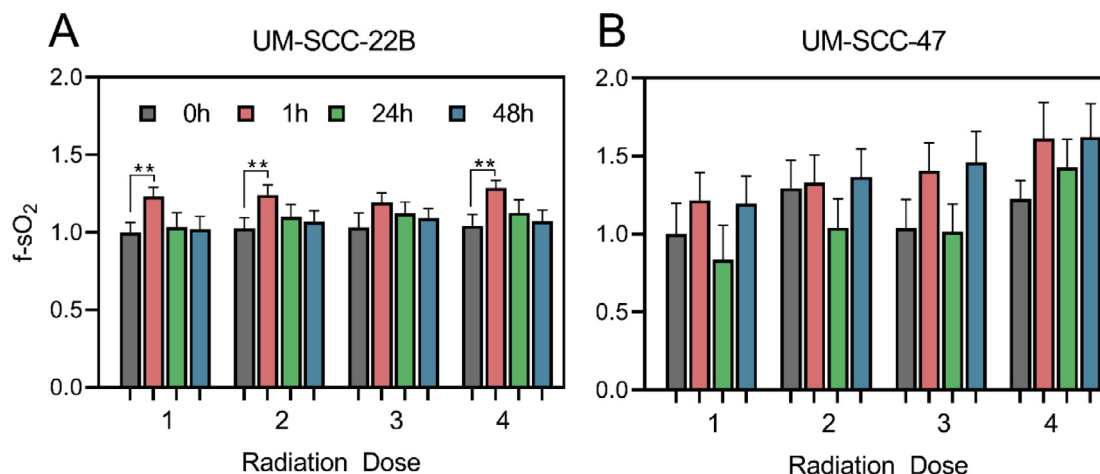 A
UM-SCC-22B
2.0
1.5
1.0
0.5
0.0
f-sO₂
0h 1h 24h 48h
**
**
**
1 2 3 4
Radiation Dose
B
UM-SCC-47
2.0
1.5
1.0
0.5
0.0
1 2 3 4
Radiation Dose